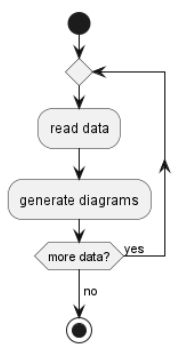 read data
generate diagrams
more data?
yes
no